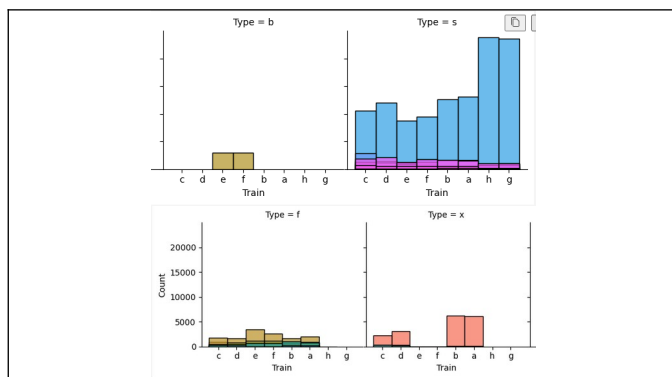 Type = b
Type = s
c d e f b a h g
c d e f b a h g
Train
Train
Type = f
Type = x
20000
15000
10000
5000
0
Count
c d e f b a h g
c d e f b a h g
Train
Train